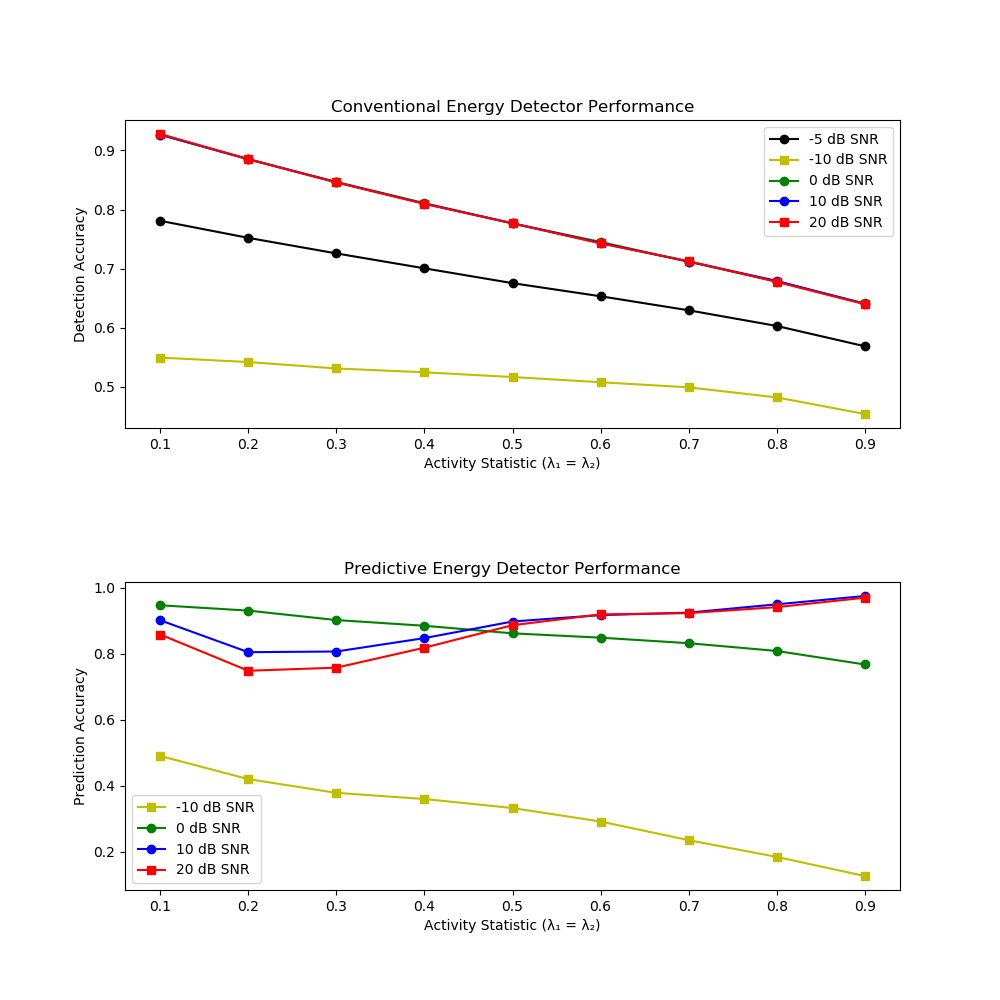 Conventional Energy Detector Performance
Detection Accuracy
0.9
0.8
0.7
0.6
0.5
-5 dB SNR
-10 dB SNR
0 dB SNR
10 dB SNR
20 dB SNR
0.1 0.2 0.3 0.4 0.5 0.6 0.7 0.8 0.9
Activity Statistic (λ₁ = λ₂)
Predictive Energy Detector Performance
Prediction Accuracy
1.0
0.8
0.6
0.4
0.2
-10 dB SNR
0 dB SNR
10 dB SNR
20 dB SNR
0.1 0.2 0.3 0.4 0.5 0.6 0.7 0.8 0.9
Activity Statistic (λ₁ = λ₂)